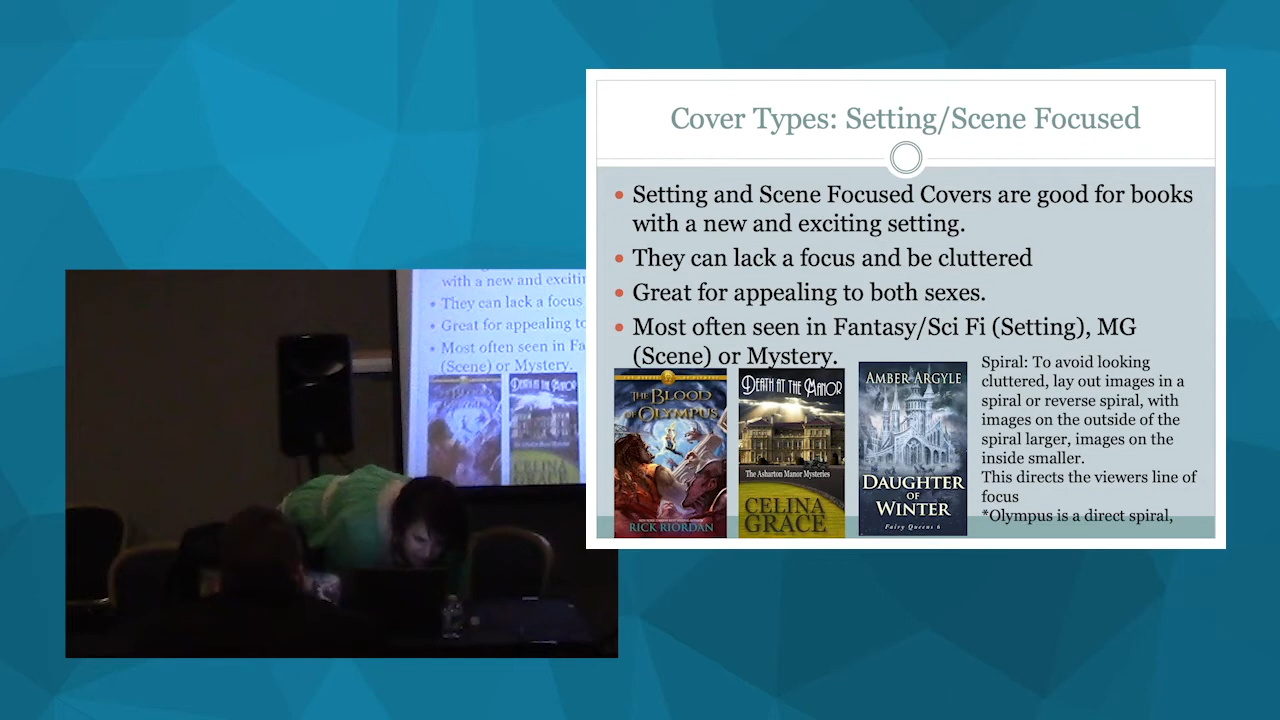 Cover Types: Setting/Scene Focused
• Setting and Scene Focused Covers are good for books
with a new and exciting setting.
• They can lack a focus and be cluttered
• Great for appealing to both sexes.
• Most often seen in Fantasy/Sci Fi (Setting), MG
(Scene) or Mystery.
THE BLOOD
OF OLYMPUS
RICK RIORDAN
DEATH AT THE MANOR
The Asharton Manor Mysteries
CELINA
GRACE
AMBER ARGYLE
DAUGHTER
OF
WINTER
Fairy Queens 6
Spiral: To avoid looking
cluttered, lay out images in a
spiral or reverse spiral, with
images on the outside of the
spiral larger, images on the
inside smaller.
This directs the viewers line of
focus
*Olympus is a direct spiral,
with a new and exciti
• They can lack a focus
• Great for appealing to
• Most often seen in Fa
(Scene) or Mystery.
DEATH AT THE MANOR
CELINA